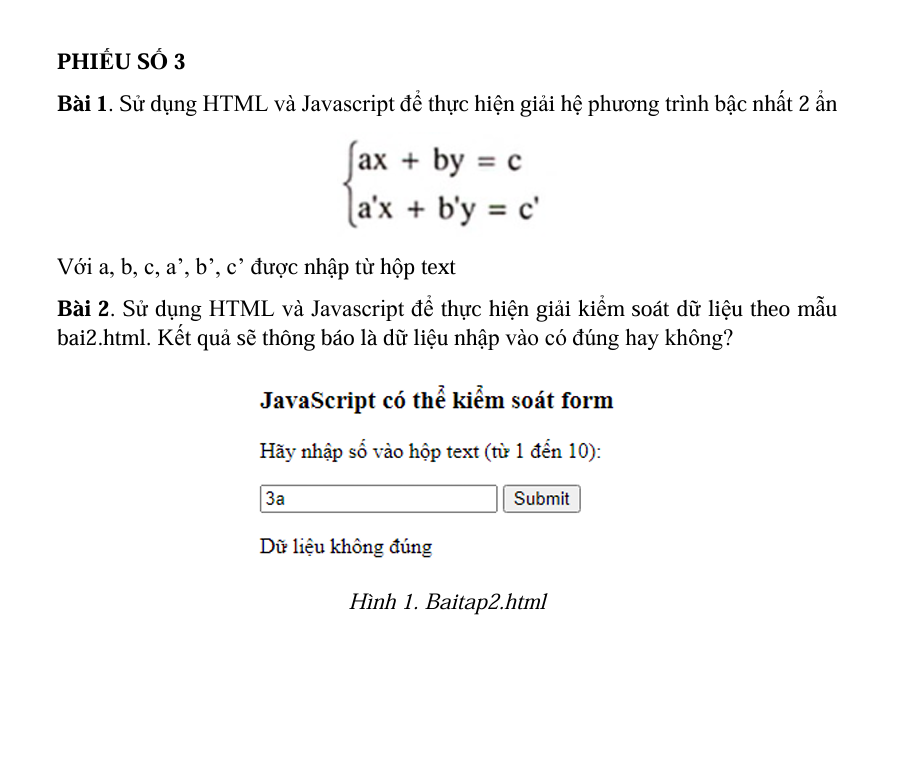 PHIẾU SỐ 3
Bài 1. Sử dụng HTML và Javascript để thực hiện giải hệ phương trình bậc nhất 2 ẩn
ax + by = c
a'x + b'y = c'
Với a, b, c, a’, b’, c’ được nhập từ hộp text
Bài 2. Sử dụng HTML và Javascript để thực hiện giải kiểm soát dữ liệu theo mẫu
bai2.html. Kết quả sẽ thông báo là dữ liệu nhập vào có đúng hay không?
JavaScript có thể kiểm soát form
Hãy nhập số vào hộp text (từ 1 đến 10):
3a Submit
Dữ liệu không đúng
Hình 1. Baitap2.html